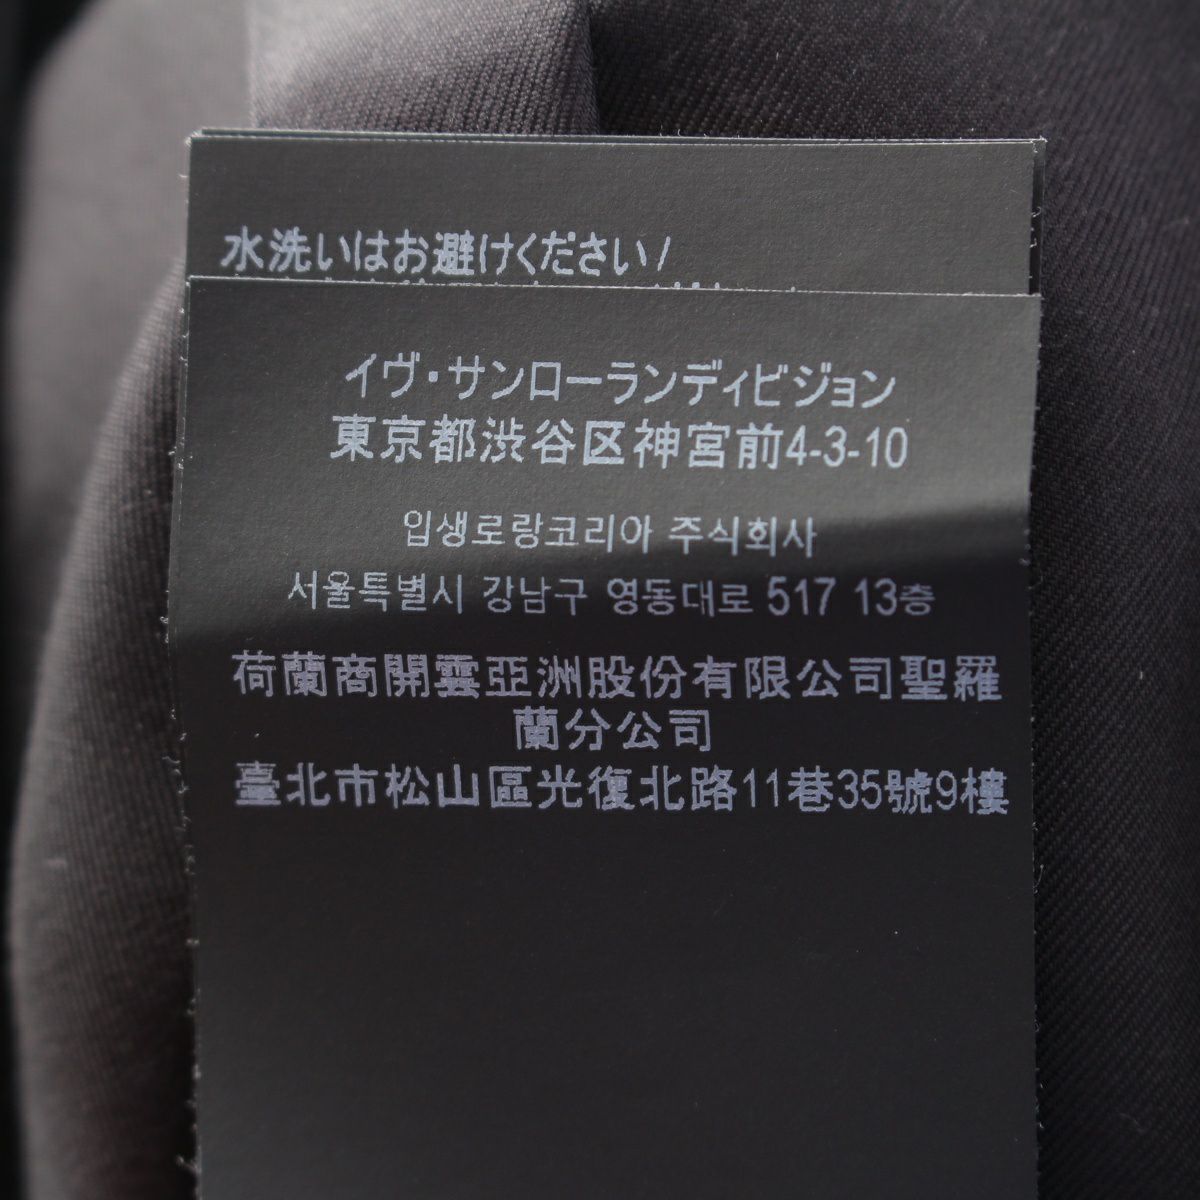 水洗いはお避けください/
イヴ・サンローランディビジョン
東京都渋谷区神宮前4-3-10
입생로랑코리아 주식회사
서울특별시 강남구 영동대로 517 13층
荷蘭商開雲亞洲股份有限公司聖羅
蘭分公司
臺北市松山區光復北路11巷35號9樓